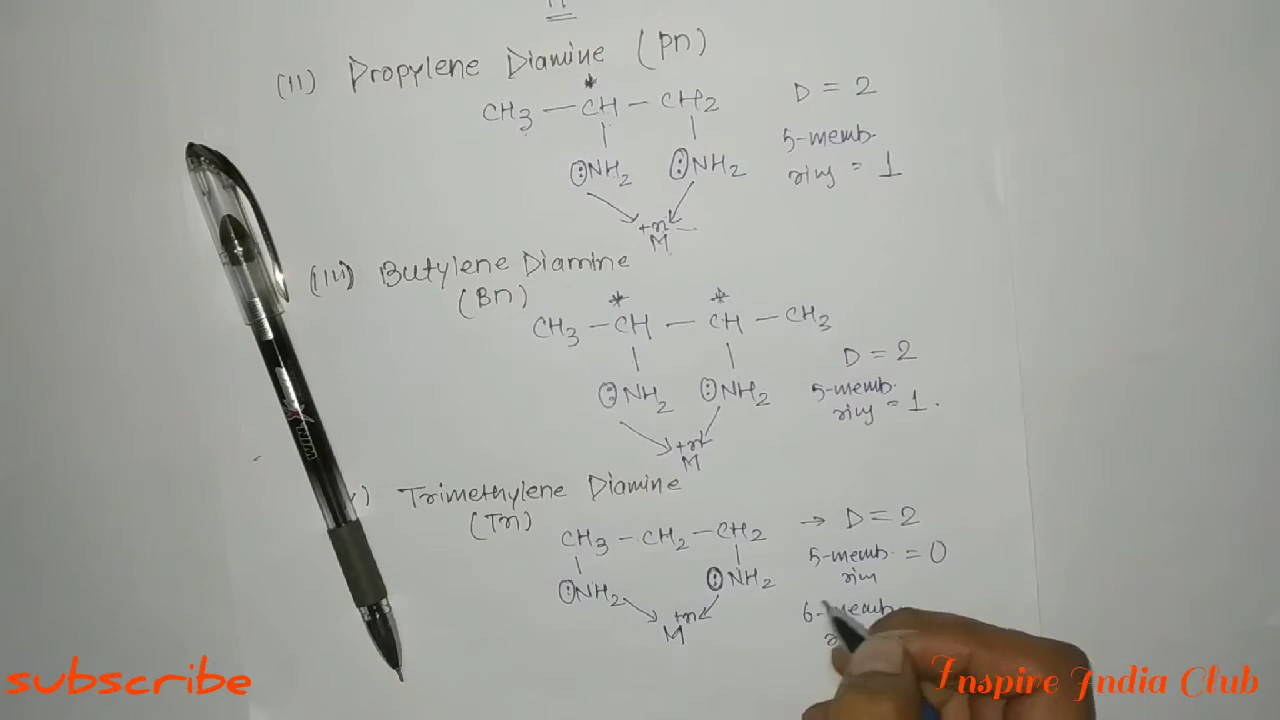 (II) Propylene Diamine (Pn)
*
CH3 — CH — CH2
D = 2
5-memb.
ring = 1
:NH2 :NH2
+n
M
(III) Butylene Diamine
(Bn)
* *
CH3 — CH — CH — CH3
D = 2
:NH2 :NH2
5-memb.
ring = 1.
+n
M
) Trimethylene Diamine
(Tn)
CH3 — CH2 — CH2
→ D = 2
5-memb. = 0
ring
:NH2 :NH2
+n
M
6-memb
subscribe
Inspire India Club